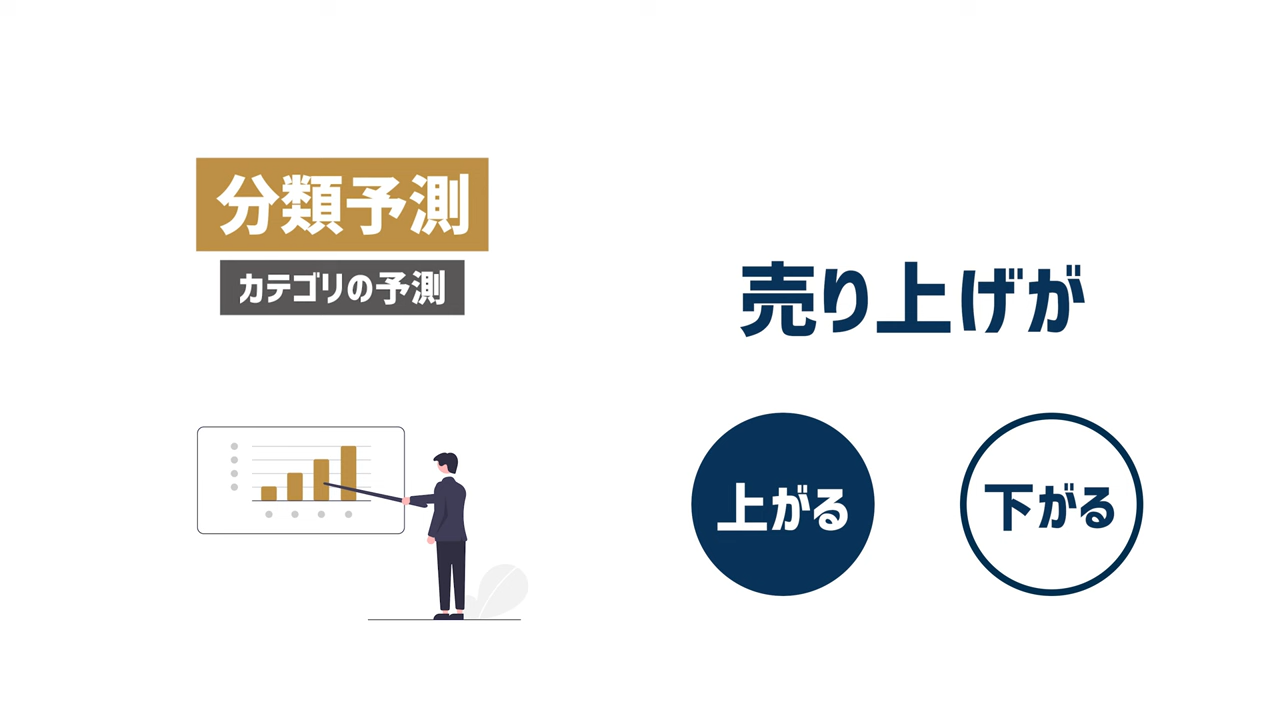 分類予測
カテゴリの予測
売り上げが
上がる
下がる